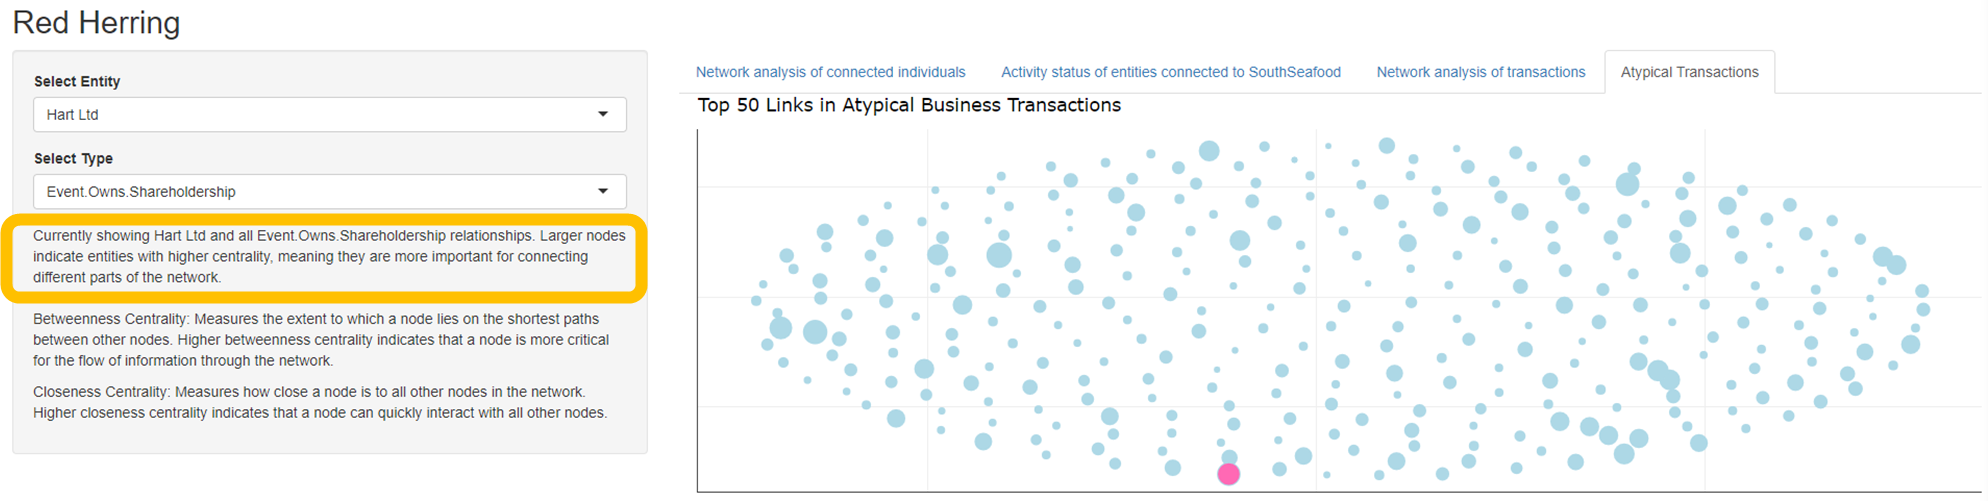 Red Herring
Select Entity
Hart Ltd
Select Type
Event.Owns.Shareholdership
Currently showing Hart Ltd and all Event.Owns.Shareholdership relationships. Larger nodes
indicate entities with higher centrality, meaning they are more important for connecting
different parts of the network.
Betweenness Centrality: Measures the extent to which a node lies on the shortest paths
between other nodes. Higher betweenness centrality indicates that a node is more critical
for the flow of information through the network.
Closeness Centrality: Measures how close a node is to all other nodes in the network.
Higher closeness centrality indicates that a node can quickly interact with all other nodes.
Network analysis of connected individuals
Activity status of entities connected to SouthSeafood
Network analysis of transactions
Atypical Transactions
Top 50 Links in Atypical Business Transactions